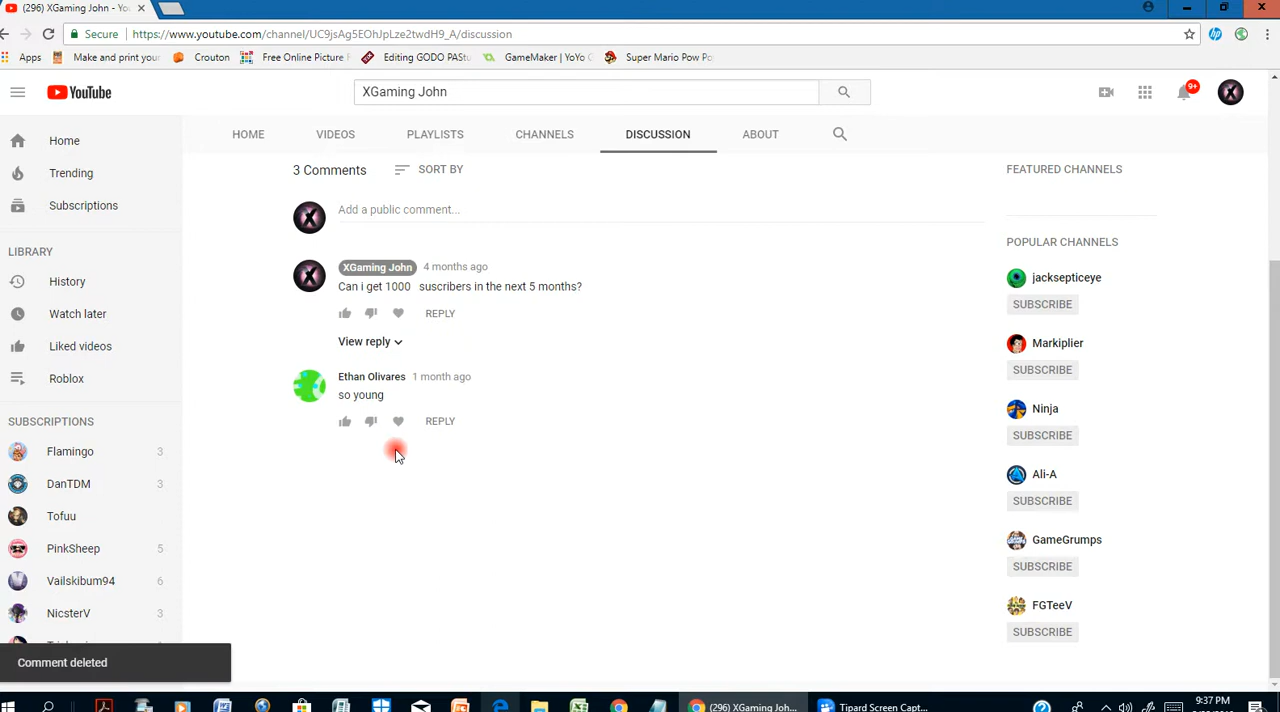 (296) XGaming John - Yo
Secure https://www.youtube.com/channel/UC9jsAg5EOhJpLze2twdH9_A/discussion
Apps Make and print your Crouton Free Online Picture Editing GODO PASt GameMaker | YoYo G Super Mario Pow Po
YouTube
XGaming John
9+
HOME VIDEOS PLAYLISTS CHANNELS DISCUSSION ABOUT
Home
Trending
Subscriptions
LIBRARY
History
Watch later
Liked videos
Roblox
SUBSCRIPTIONS
Flamingo 3
DanTDM 3
Tofuu
PinkSheep 5
Vailskibum94 6
NicsterV 3
Comment deleted
3 Comments SORT BY
Add a public comment...
XGaming John 4 months ago
Can i get 1000 suscribers in the next 5 months?
REPLY
View reply
Ethan Olivares 1 month ago
so young
REPLY
FEATURED CHANNELS
POPULAR CHANNELS
jacksepticeye
SUBSCRIBE
Markiplier
SUBSCRIBE
Ninja
SUBSCRIBE
Ali-A
SUBSCRIBE
GameGrumps
SUBSCRIBE
FGTeeV
SUBSCRIBE
(296) XGaming Joh... Tipard Screen Capt...
9:37 PM